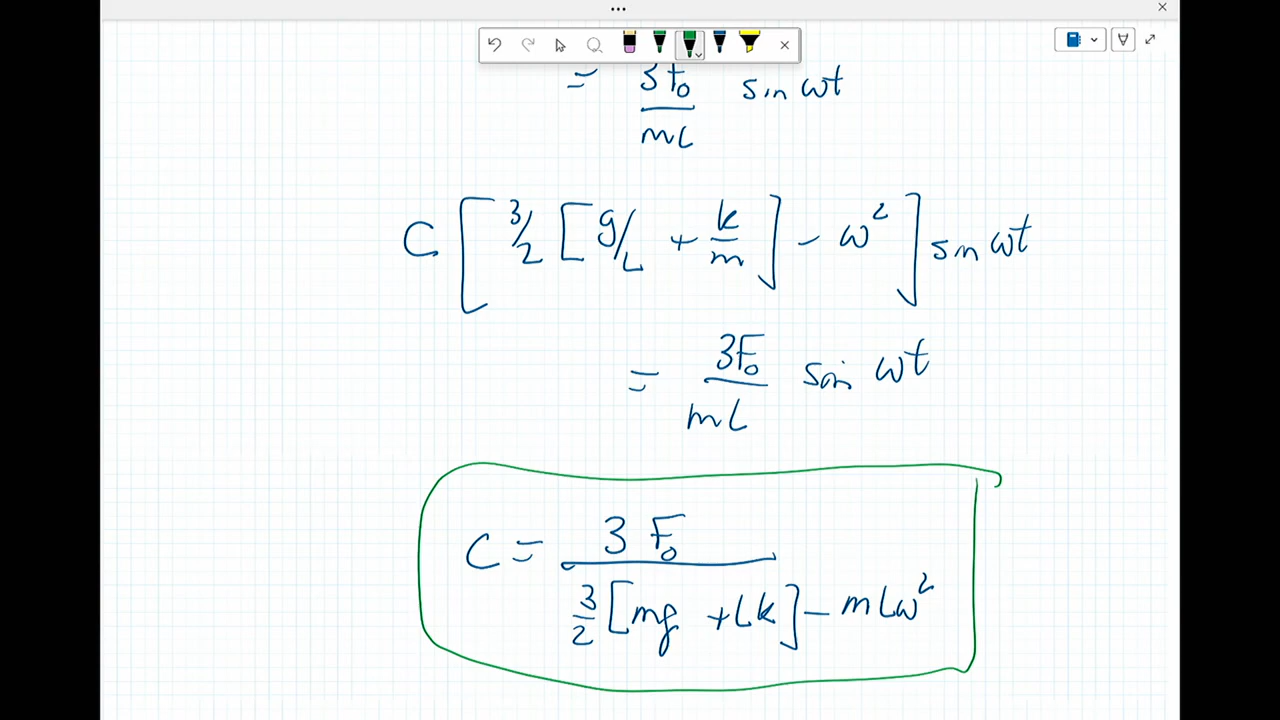 = 3F₀/mL sin ωt
C [ 3/2 [ g/L + k/m ] - ω² ] sin ωt
= 3F₀/mL sin ωt
C = 3 F₀ / 3/2 [mg + Lk] - mLω²